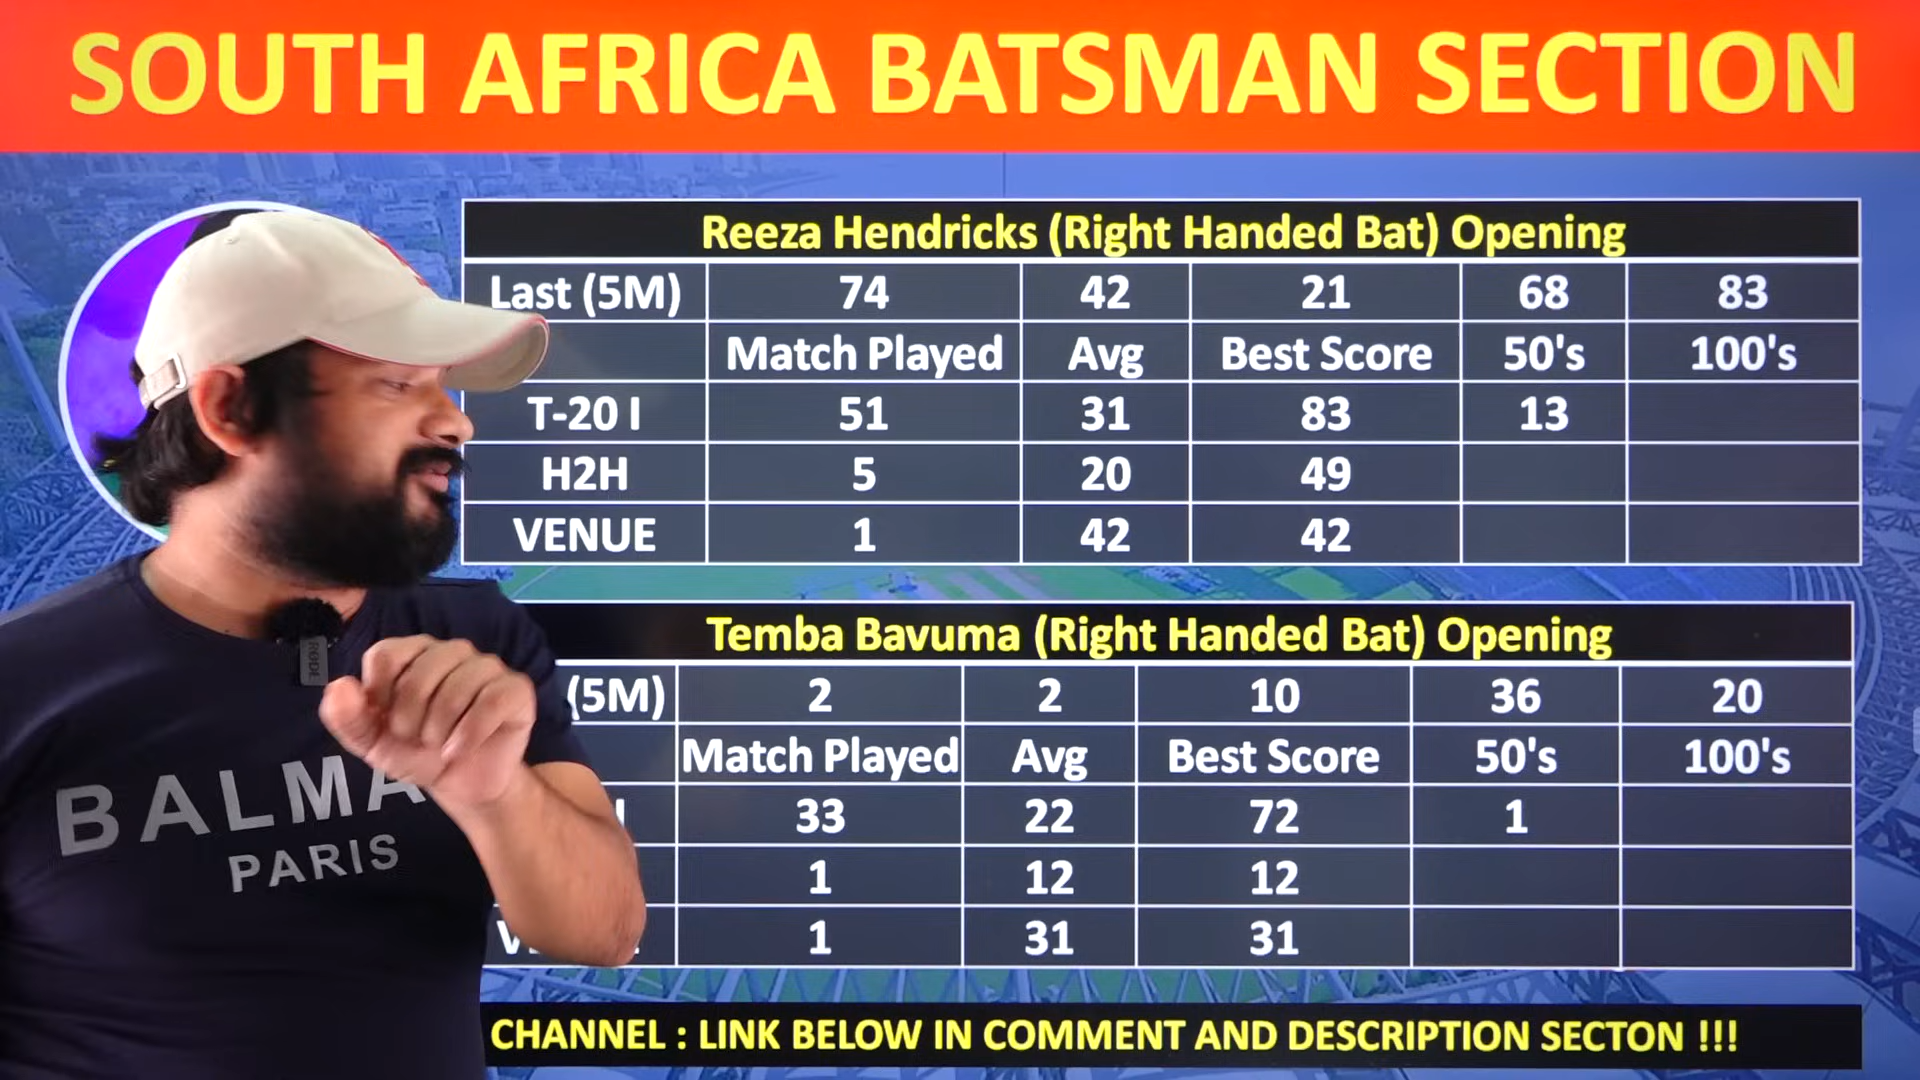 SOUTH AFRICA BATSMAN SECTION
Reeza Hendricks (Right Handed Bat) Opening
Last (5M) 74 42 21 68 83
Match Played Avg Best Score 50's 100's
T-20 I 51 31 83 13
H2H 5 20 49
VENUE 1 42 42
Temba Bavuma (Right Handed Bat) Opening
(5M) 2 2 10 36 20
Match Played Avg Best Score 50's 100's
I 33 22 72 1
1 12 12
1 31 31
CHANNEL : LINK BELOW IN COMMENT AND DESCRIPTION SECTON !!!
RØDE
BALMA
PARIS